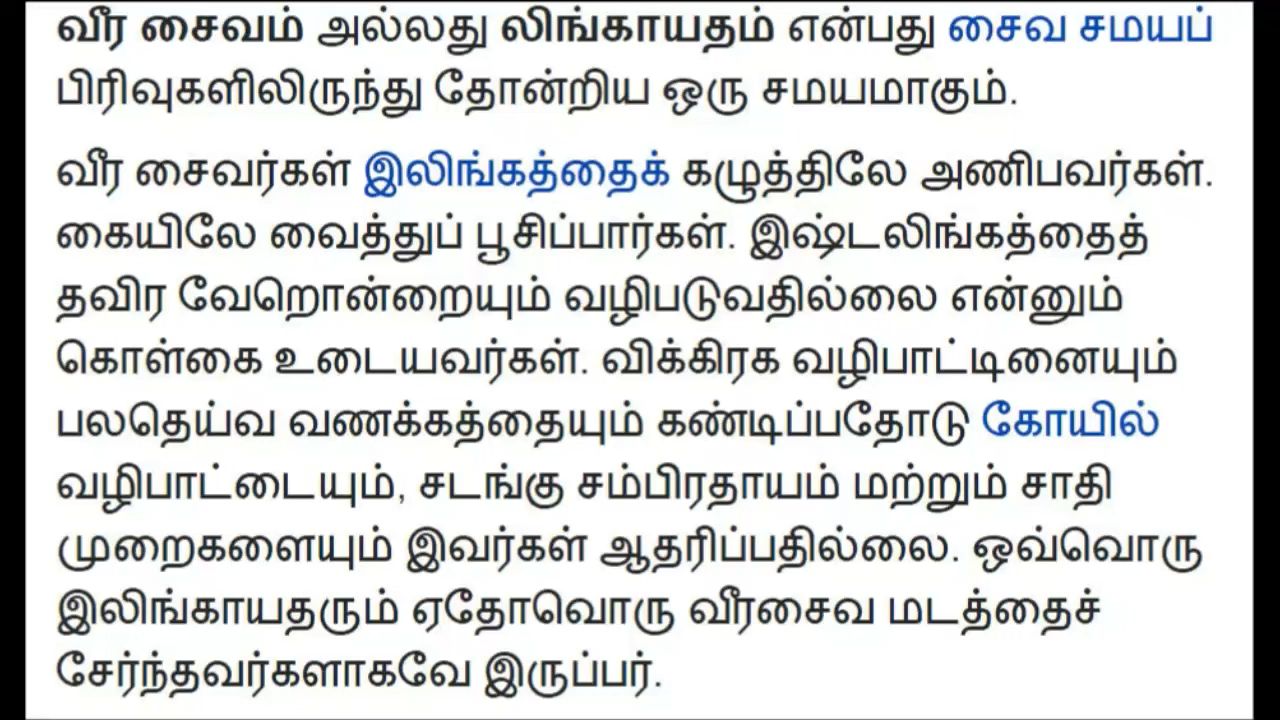 வீர சைவம் அல்லது லிங்காயதம் என்பது சைவ சமயப்
பிரிவுகளிலிருந்து தோன்றிய ஒரு சமயமாகும்.
வீர சைவர்கள் இலிங்கத்தைக் கழுத்திலே அணிபவர்கள்.
கையிலே வைத்துப் பூசிப்பார்கள். இஷ்டலிங்கத்தைத்
தவிர வேறொன்றையும் வழிபடுவதில்லை என்னும்
கொள்கை உடையவர்கள். விக்கிரக வழிபாட்டினையும்
பலதெய்வ வணக்கத்தையும் கண்டிப்பதோடு கோயில்
வழிபாட்டையும், சடங்கு சம்பிரதாயம் மற்றும் சாதி
முறைகளையும் இவர்கள் ஆதரிப்பதில்லை. ஒவ்வொரு
இலிங்காயதரும் ஏதோவொரு வீரசைவ மடத்தைச்
சேர்ந்தவர்களாகவே இருப்பர்.